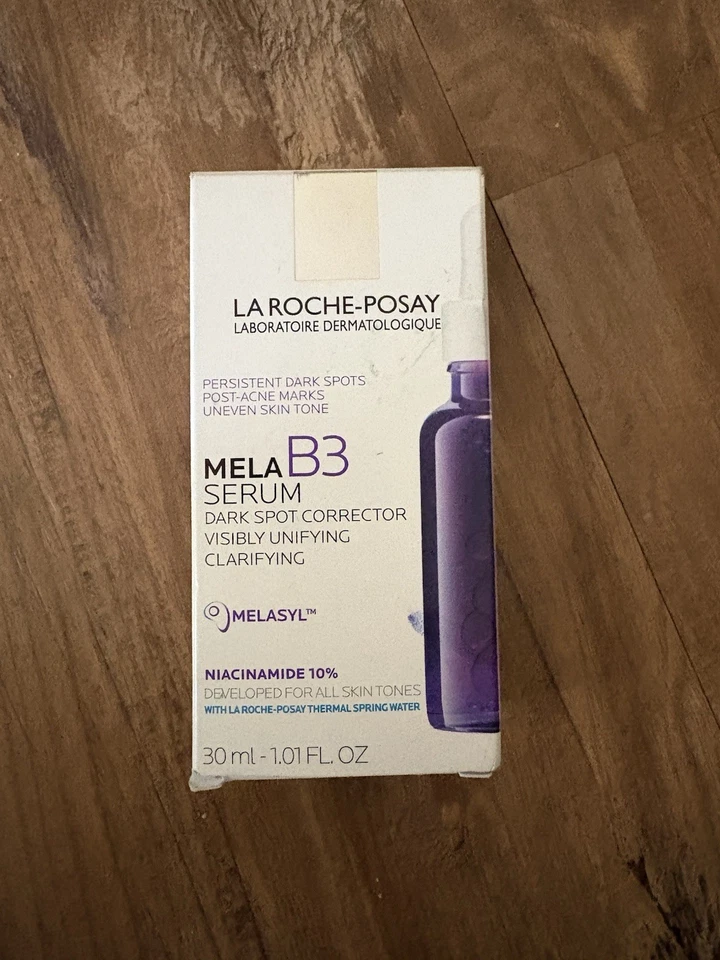 LA ROCHE-POSAY
LABORATOIRE DERMATOLOGIQUE
PERSISTENT DARK SPOTS
POST-ACNE MARKS
UNEVEN SKIN TONE
MELA B3
SERUM
DARK SPOT CORRECTOR
VISIBLY UNIFYING
CLARIFYING
MELASYL™
NIACINAMIDE 10%
DEVELOPED FOR ALL SKIN TONES
WITH LA ROCHE-POSAY THERMAL SPRING WATER
30 ml - 1.01 FL. OZ